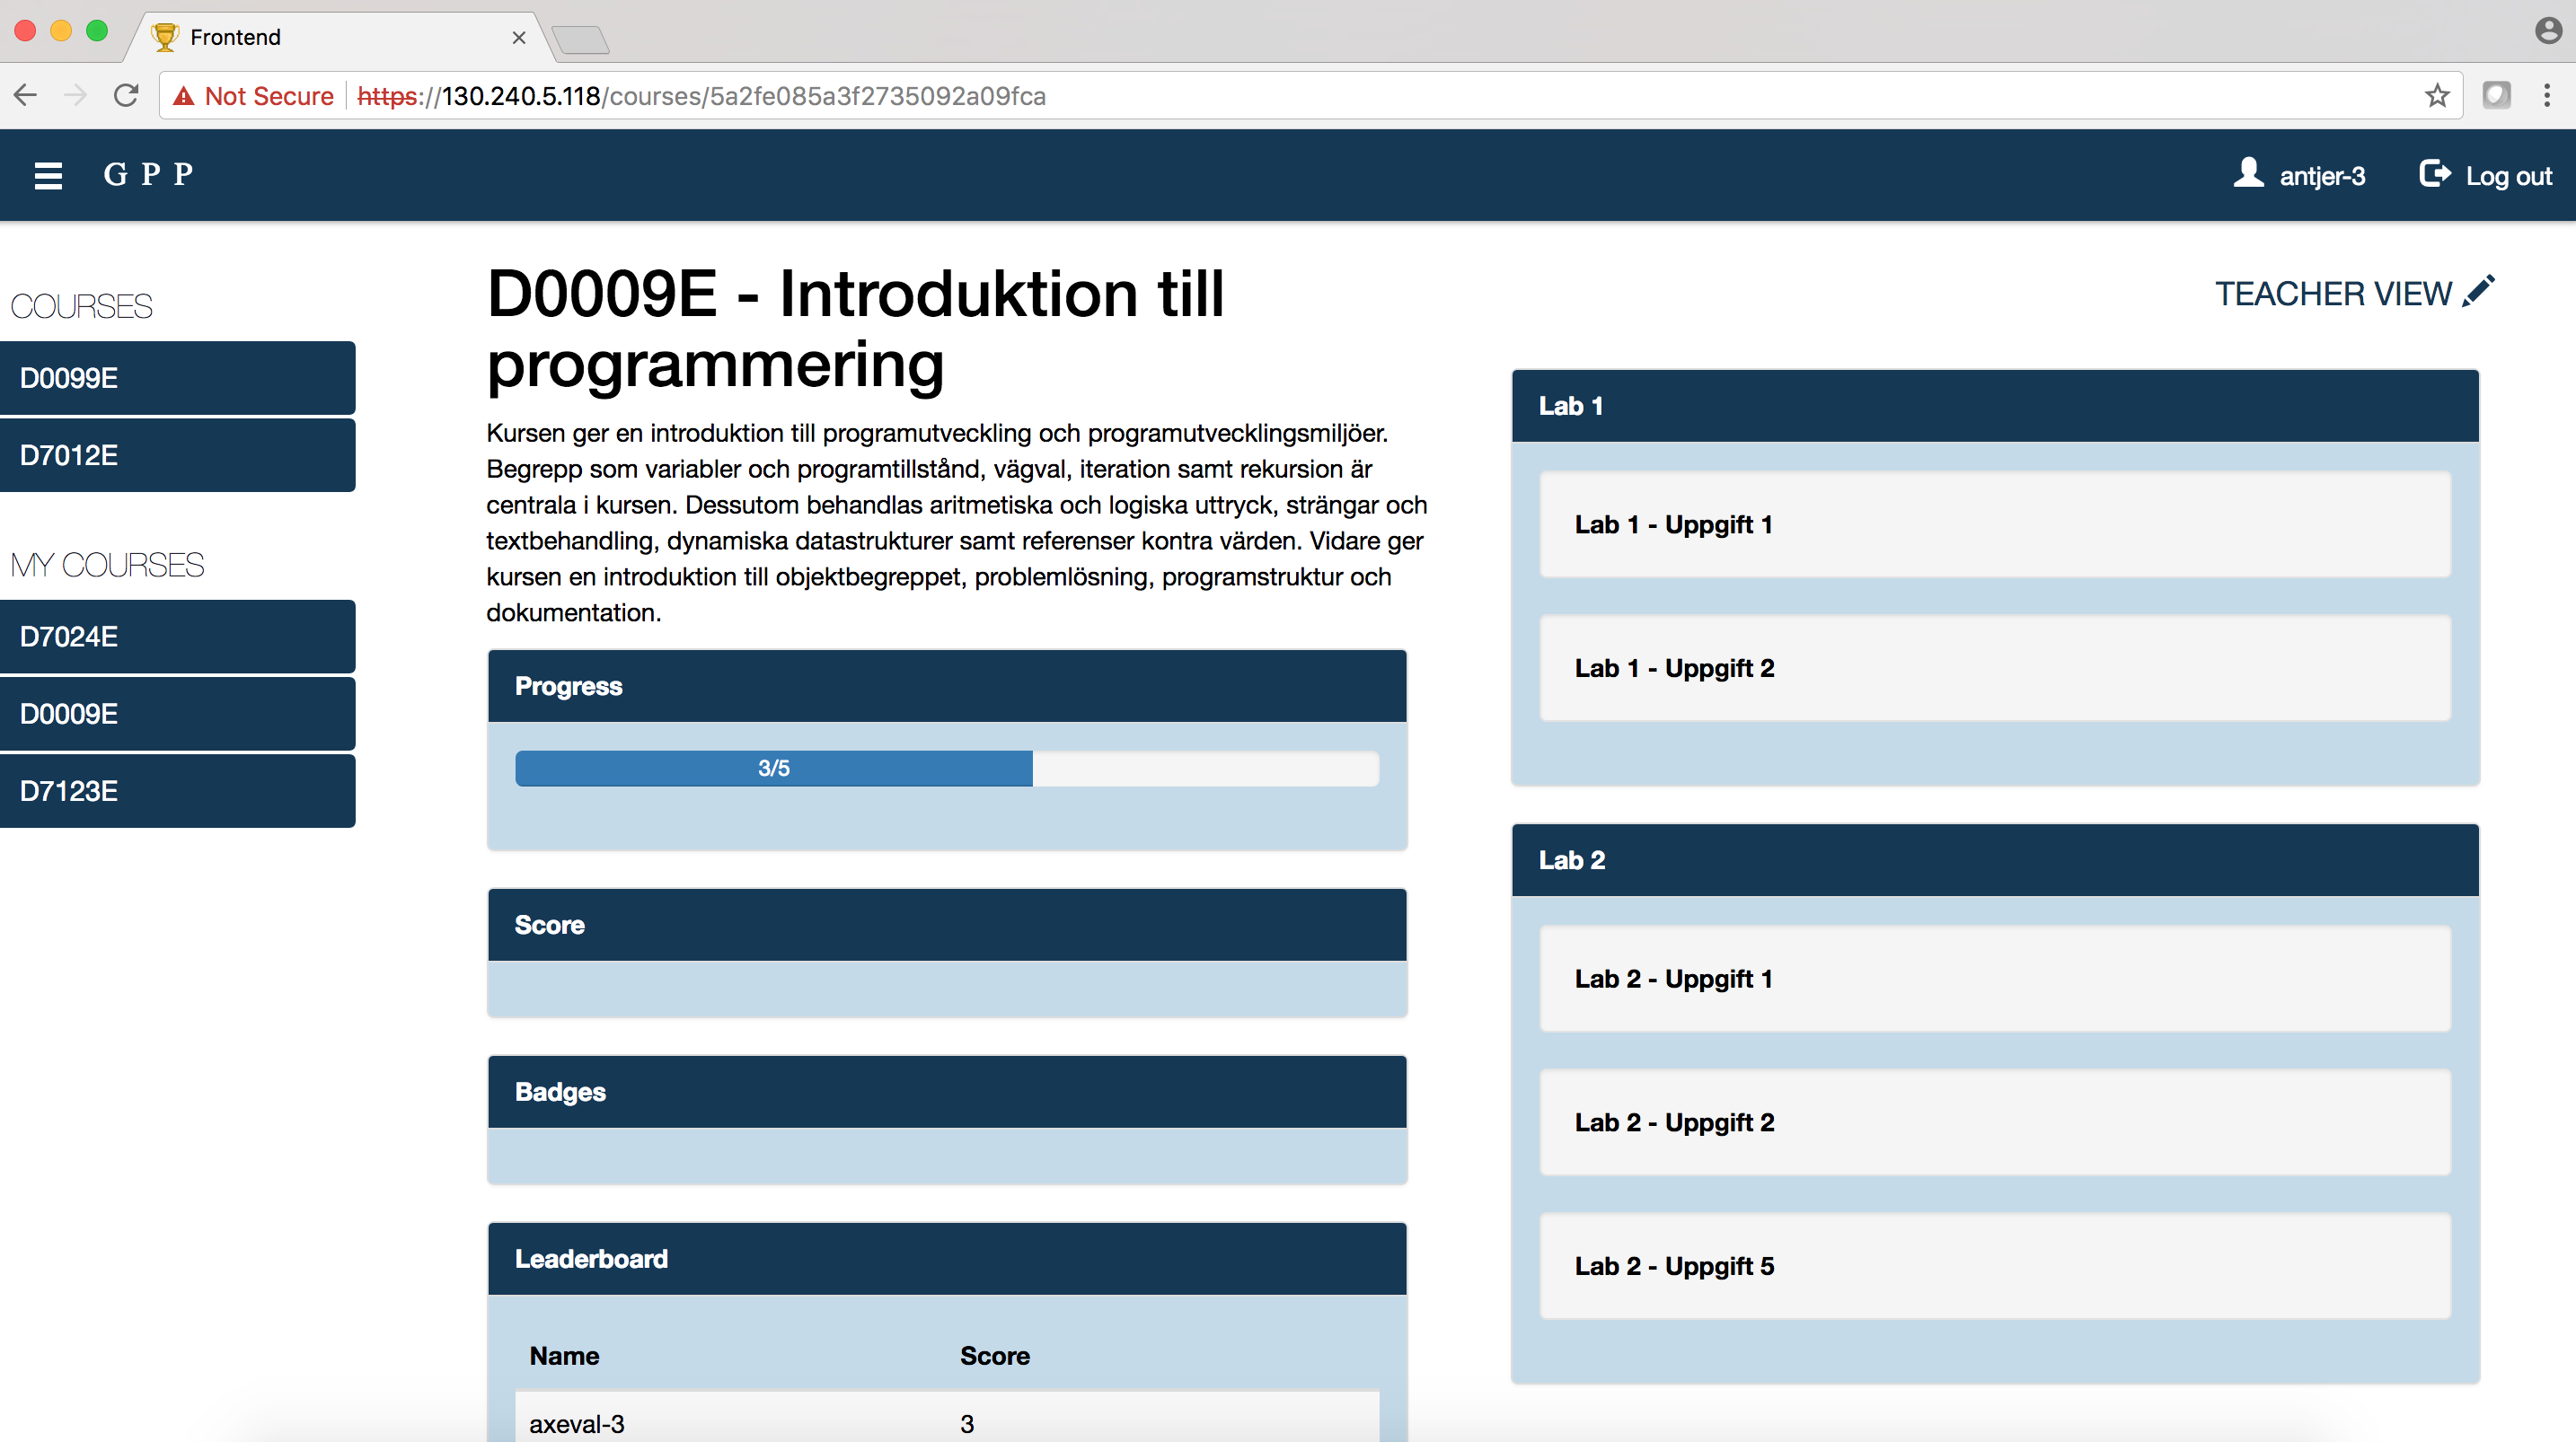 Frontend
Not Secure https://130.240.5.118/courses/5a2fe085a3f2735092a09fca
GPP
antjer-3
Log out
COURSES
D0099E
D7012E
MY COURSES
D7024E
D0009E
D7123E
D0009E - Introduktion till
programmering
Kursen ger en introduktion till programutveckling och programutvecklingsmiljöer.
Begrepp som variabler och programtillstånd, vägval, iteration samt rekursion är
centrala i kursen. Dessutom behandlas aritmetiska och logiska uttryck, strängar och
textbehandling, dynamiska datastrukturer samt referenser kontra värden. Vidare ger
kursen en introduktion till objektbegreppet, problemlösning, programstruktur och
dokumentation.
Progress
3/5
Score
Badges
Leaderboard
Name Score
axeval-3 3
TEACHER VIEW
Lab 1
Lab 1 - Uppgift 1
Lab 1 - Uppgift 2
Lab 2
Lab 2 - Uppgift 1
Lab 2 - Uppgift 2
Lab 2 - Uppgift 5